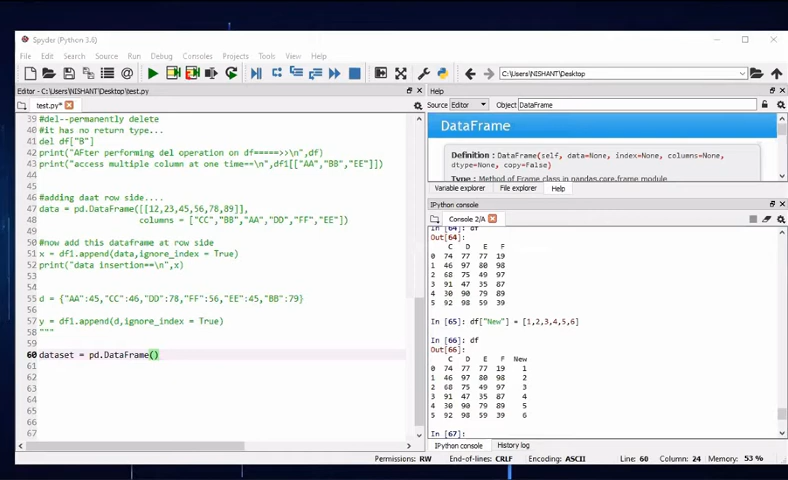 Spyder (Python 3.6)
File Edit Search Source Run Debug Consoles Projects Tools View Help
C:\Users\NISHANT\Desktop
Editor - C:\Users\NISHANT\Desktop\test.py
test.py*
39 #del--permanently delete
40 #it has no return type...
41 del df["B"]
42 print("AFter performing del operation on df=====>>\n",df)
43 print("access multiple column at one time==\n",df1[["AA","BB","EE"]])
44
45
46 #adding daat row side....
47 data = pd.DataFrame([[12,23,45,56,78,89]],
48 columns = ["CC","BB","AA","DD","FF","EE"])
49
50 #now add this dataframe at row side
51 x = df1.append(data,ignore_index = True)
52 print("data insertion==\n",x)
53
54
55 d = {"AA":45,"CC":46,"DD":78,"FF":56,"EE":45,"BB":79}
56
57 y = df1.append(d,ignore_index = True)
58 """
59
60 dataset = pd.DataFrame()
61
62
63
64
65
66
67
Help
Source Editor Object DataFrame
DataFrame
Definition : DataFrame(self, data=None, index=None, columns=None,
dtype=None, copy=False)
Type : Method of Frame class in pandas.core.frame module
Variable explorer File explorer Help
IPython console
Console 2/A
In [64]: df
Out[64]:
C D E F
0 74 77 77 19
1 46 97 80 98
2 68 75 49 97
3 91 47 35 87
4 30 90 79 89
5 92 98 59 39
In [65]: df["New"] = [1,2,3,4,5,6]
In [66]: df
Out[66]:
C D E F New
0 74 77 77 19 1
1 46 97 80 98 2
2 68 75 49 97 3
3 91 47 35 87 4
4 30 90 79 89 5
5 92 98 59 39 6
In [67]:
IPython console History log
Permissions: RW End-of-lines: CRLF Encoding: ASCII Line: 60 Column: 24 Memory: 53 %